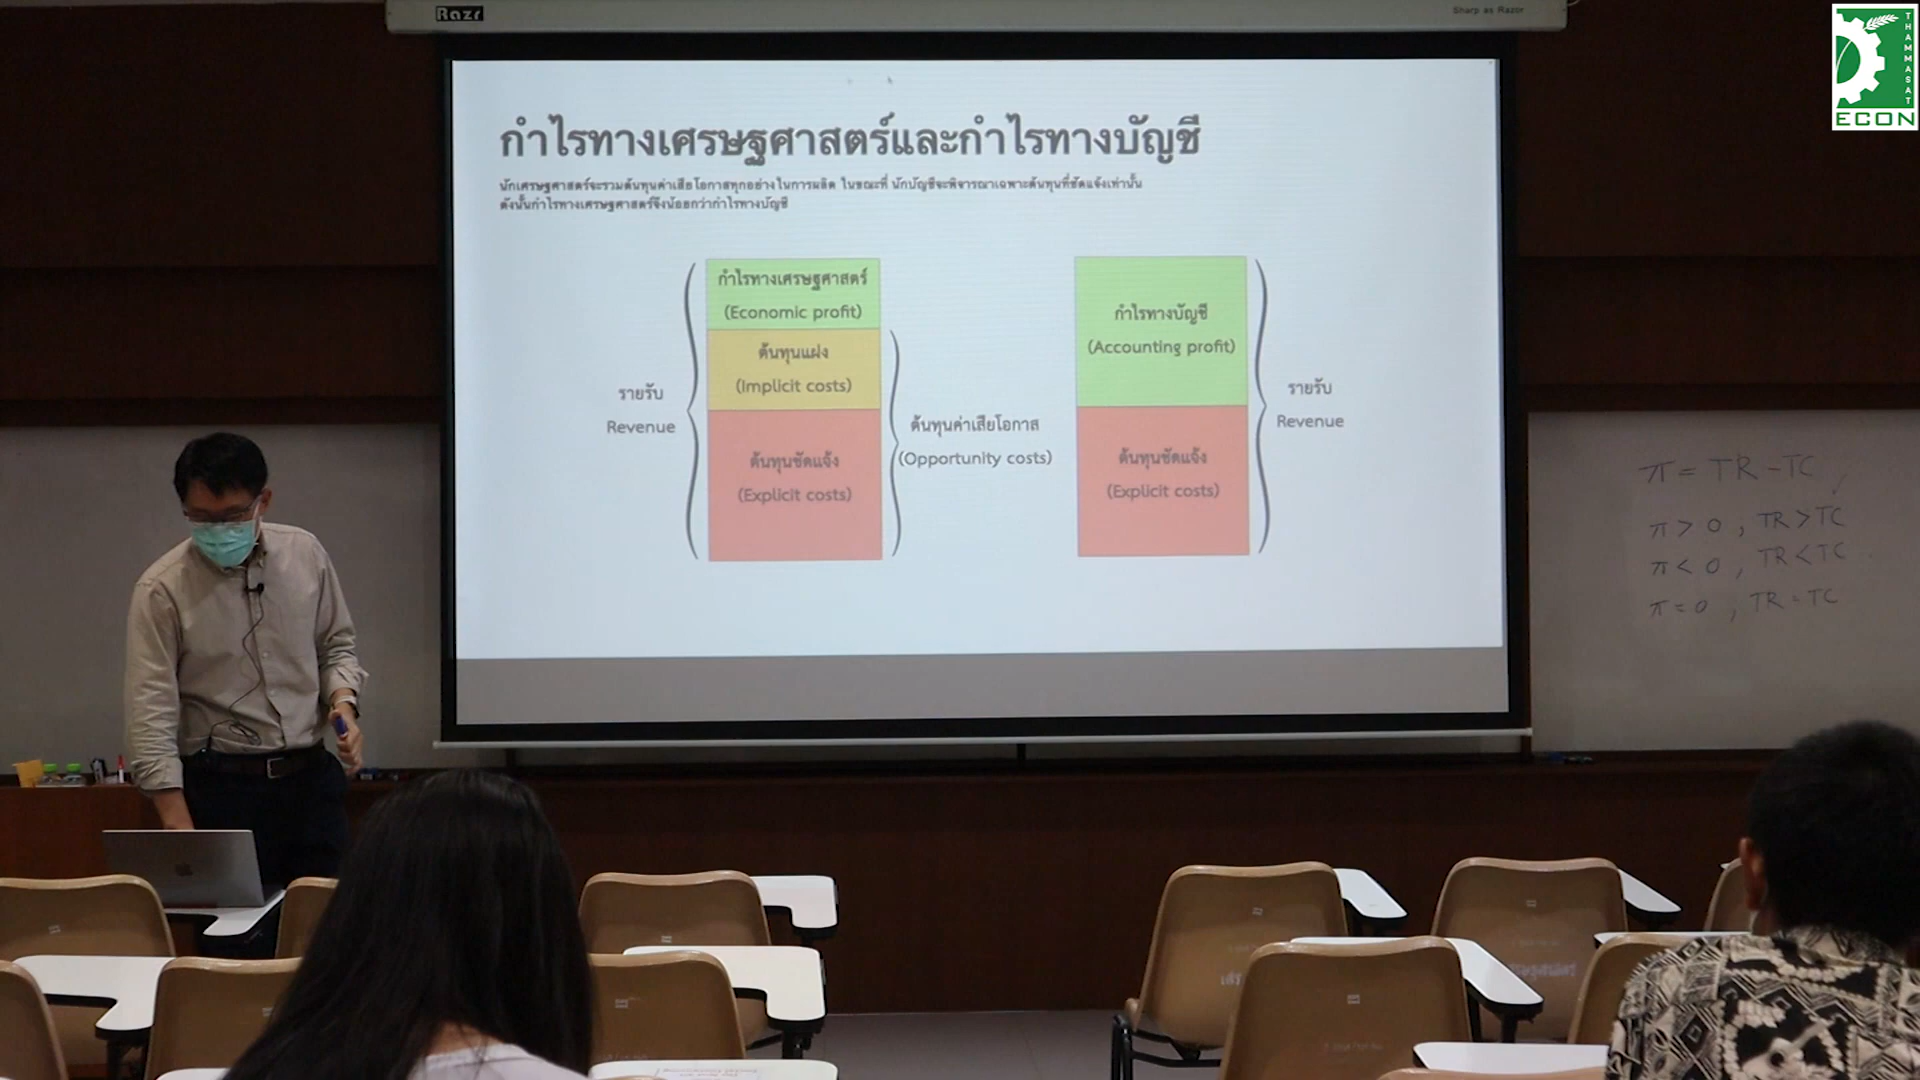 Razr
Sharp as Razor
THAMMASAT
ECON
กำไรทางเศรษฐศาสตร์และกำไรทางบัญชี
นักเศรษฐศาสตร์จะรวมต้นทุนค่าเสียโอกาสทุกอย่างในการผลิต ในขณะที่ นักบัญชีจะพิจารณาเฉพาะต้นทุนที่ชัดแจ้งเท่านั้น
ดังนั้นกำไรทางเศรษฐศาสตร์จึงน้อยกว่ากำไรทางบัญชี
กำไรทางเศรษฐศาสตร์
(Economic profit)
ต้นทุนแฝง
(Implicit costs)
ต้นทุนชัดแจ้ง
(Explicit costs)
รายรับ
Revenue
ต้นทุนค่าเสียโอกาส
(Opportunity costs)
กำไรทางบัญชี
(Accounting profit)
ต้นทุนชัดแจ้ง
(Explicit costs)
รายรับ
Revenue
π = TR - TC
π > 0 , TR > TC
π < 0 , TR < TC
π = 0 , TR = TC